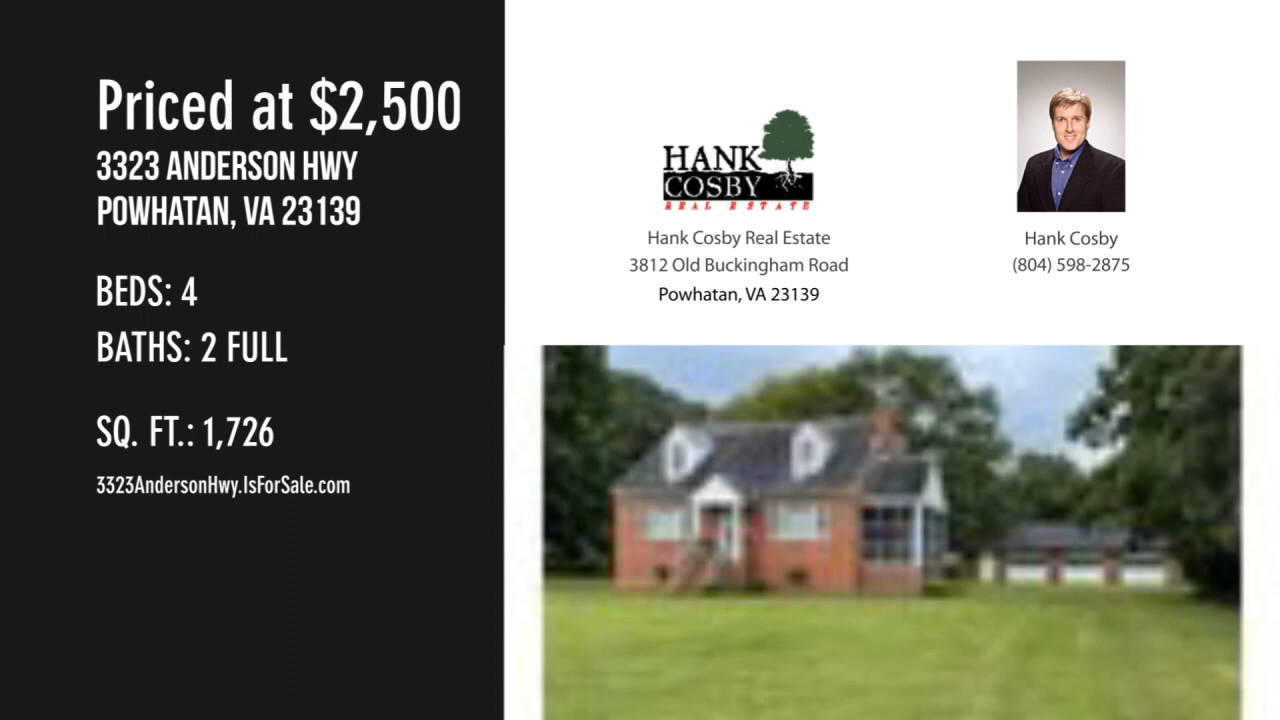 Priced at $2,500
3323 ANDERSON HWY
POWHATAN, VA 23139
BEDS: 4
BATHS: 2 FULL
SQ. FT.: 1,726
3323AndersonHwy.IsForSale.com
HANK
COSBY
REAL ESTATE
Hank Cosby Real Estate
3812 Old Buckingham Road
Powhatan, VA 23139
Hank Cosby
(804) 598-2875